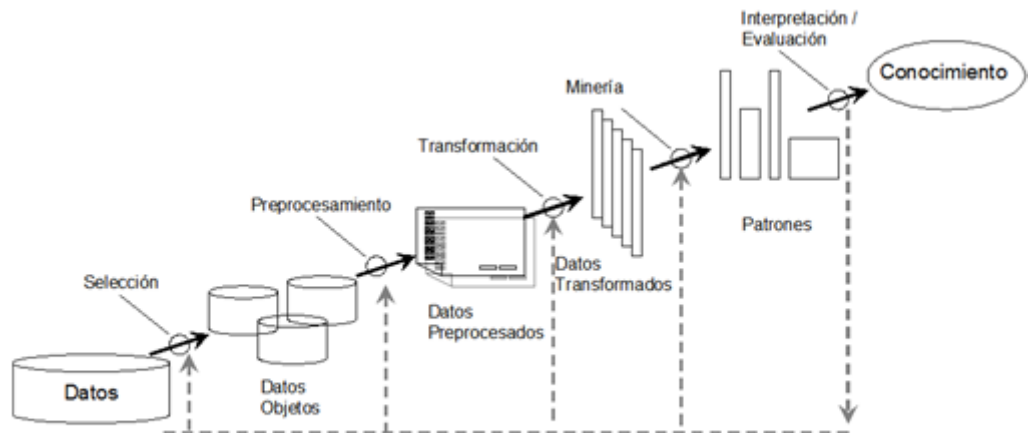 Interpretación /
Evaluación
Conocimiento
Minería
Transformación
Patrones
Preprocesamiento
Datos
Transformados
Selección
Datos
Preprocesados
Datos
Datos
Objetos